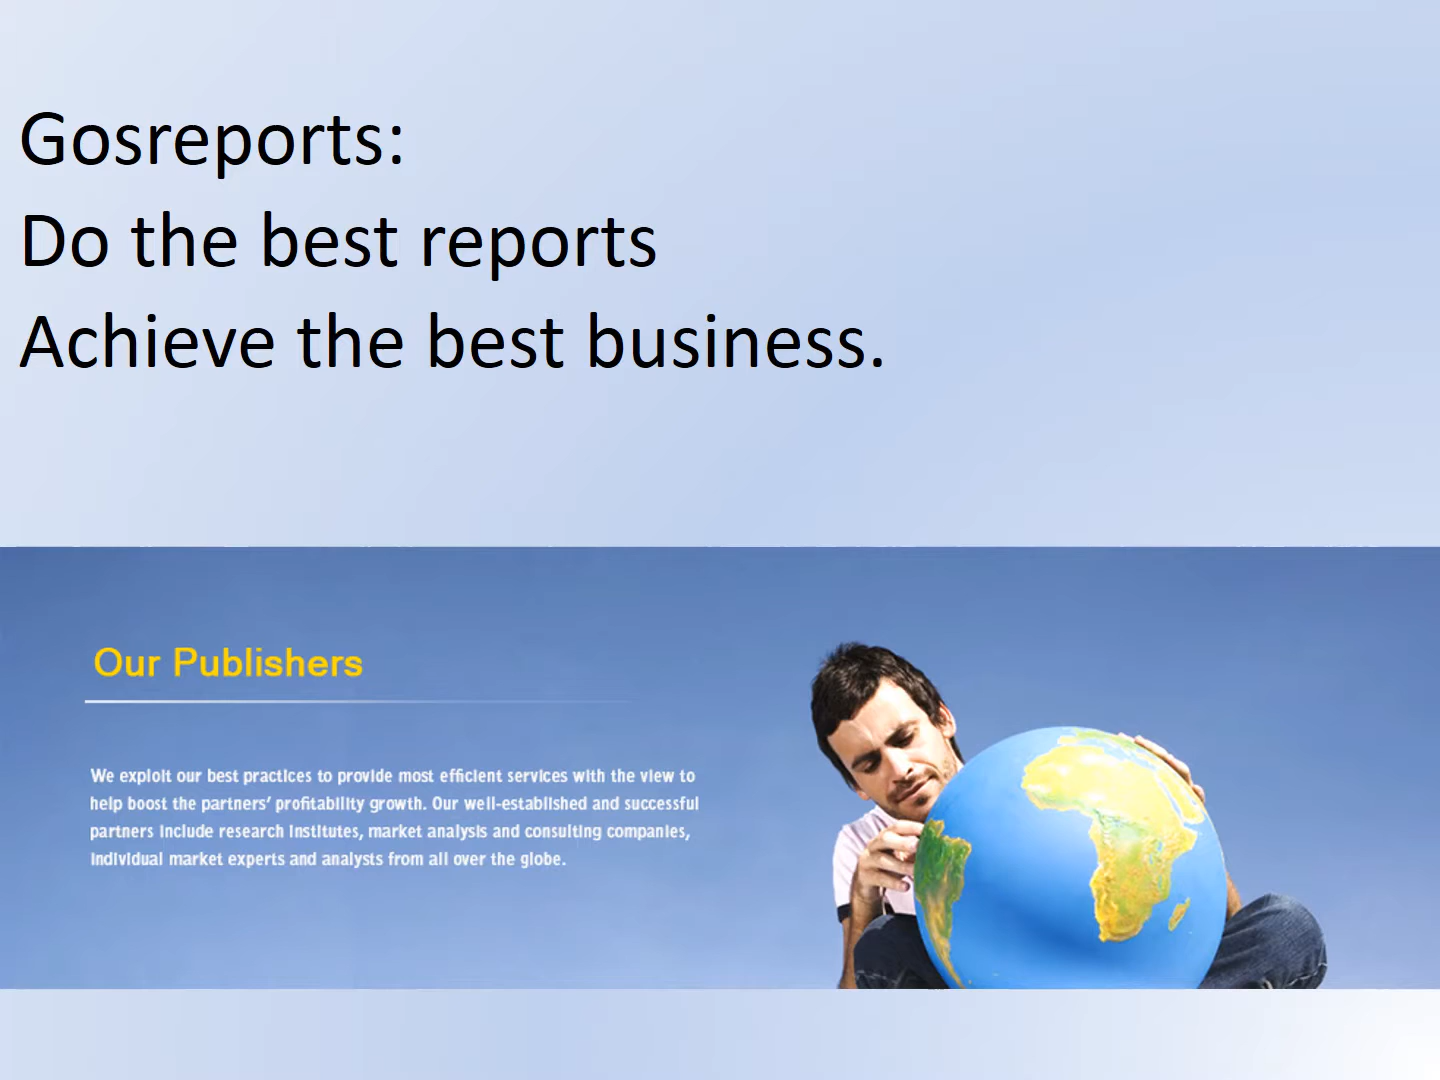 Gosreports:
Do the best reports
Achieve the best business.
Our Publishers
We exploit our best practices to provide most efficient services with the view to
help boost the partners’ profitability growth. Our well-established and successful
partners include research institutes, market analysis and consulting companies,
individual market experts and analysts from all over the globe.